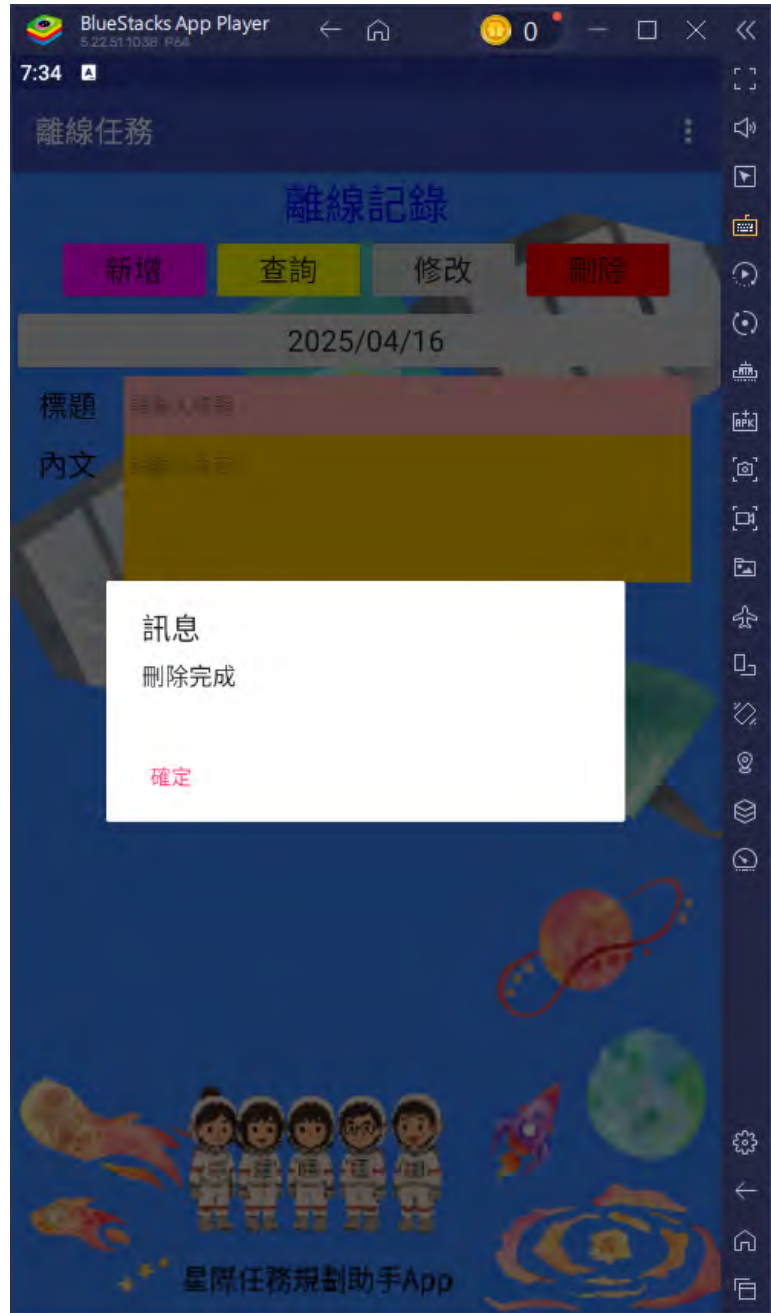 BlueStacks App Player
5.22.51.1038 P64
0
7:34
離線任務
離線記錄
新增 查詢 修改 刪除
2025/04/16
標題
內文
訊息
刪除完成
確定
星際任務規劃助手App